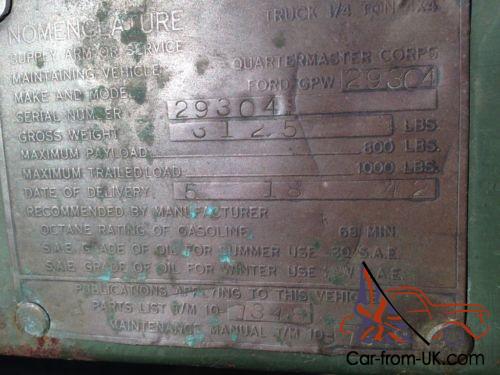 NOMENCLATURE TRUCK 1/4 TON 4X4
SUPPLY ARM OR SERVICE
MAINTAINING VEHICLE QUARTERMASTER CORPS
MAKE AND MODEL FORD GPW 29304
SERIAL NUMBER 29304
GROSS WEIGHT 3125 LBS.
MAXIMUM PAYLOAD 800 LBS.
MAXIMUM TRAILED LOAD 1000 LBS.
DATE OF DELIVERY 6 18 42
RECOMMENDED BY MANUFACTURER
OCTANE RATING OF GASOLINE 68 MIN.
S.A.E. GRADE OF OIL FOR SUMMER USE 30 S.A.E.
S.A.E. GRADE OF OIL FOR WINTER USE W S.A.E.
PUBLICATIONS APPLYING TO THIS VEHICLE
PARTS LIST T/M 10-
MAINTENANCE MANUAL T/M 10-
Car-from-UK.com